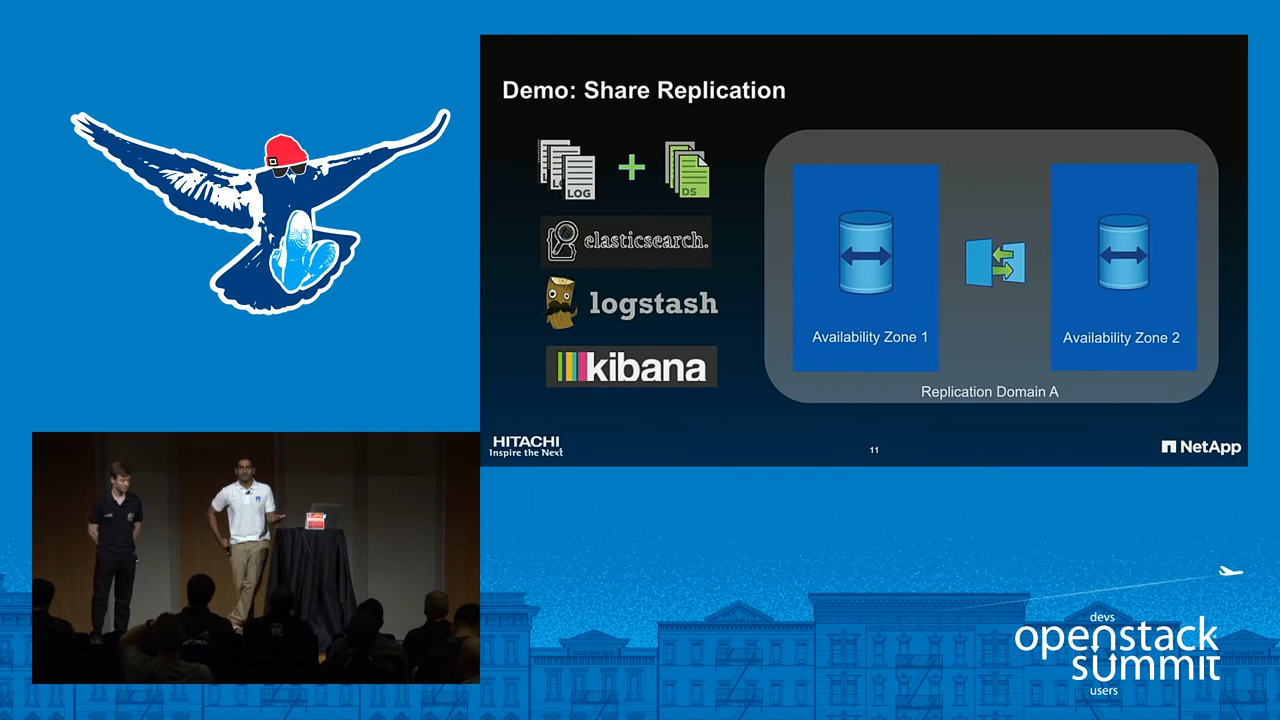 Demo: Share Replication
LOG
DS
elasticsearch.
logstash
kibana
Availability Zone 1
Availability Zone 2
Replication Domain A
HITACHI
Inspire the Next
11
NetApp
devs
openstack
summit
users